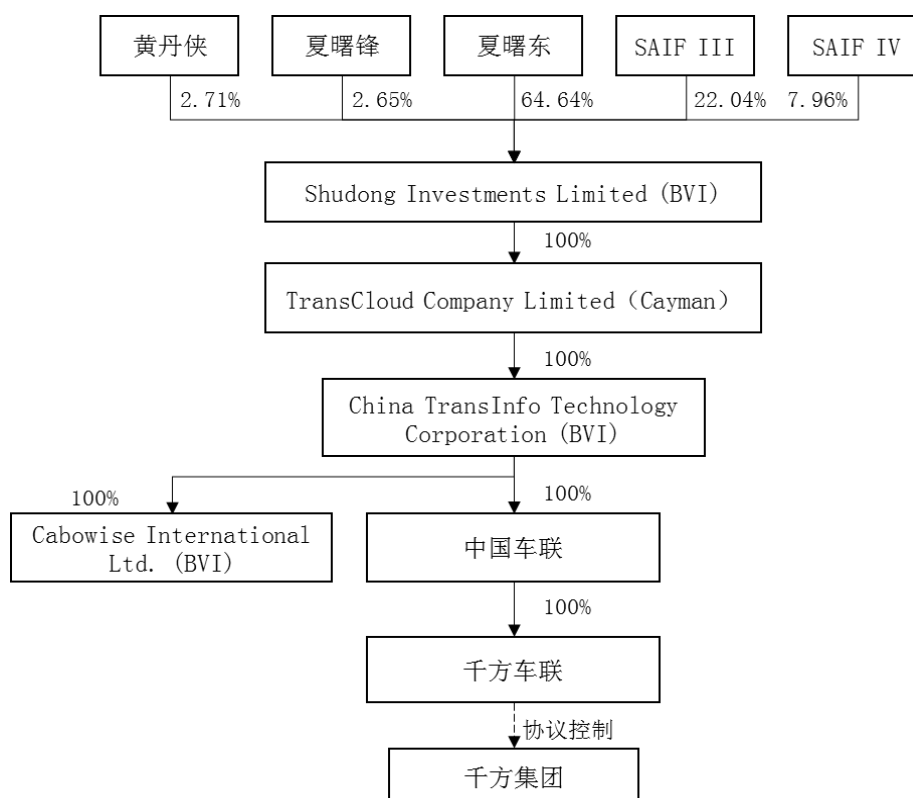 黄丹侠
夏曙锋
夏曙东
SAIF III
SAIF IV
2.71%
2.65%
64.64%
22.04%
7.96%
Shudong Investments Limited (BVI)
100%
TransCloud Company Limited（Cayman）
100%
China TransInfo Technology
Corporation (BVI)
100%
100%
Cabowise International
Ltd. (BVI)
中国车联
100%
千方车联
协议控制
千方集团